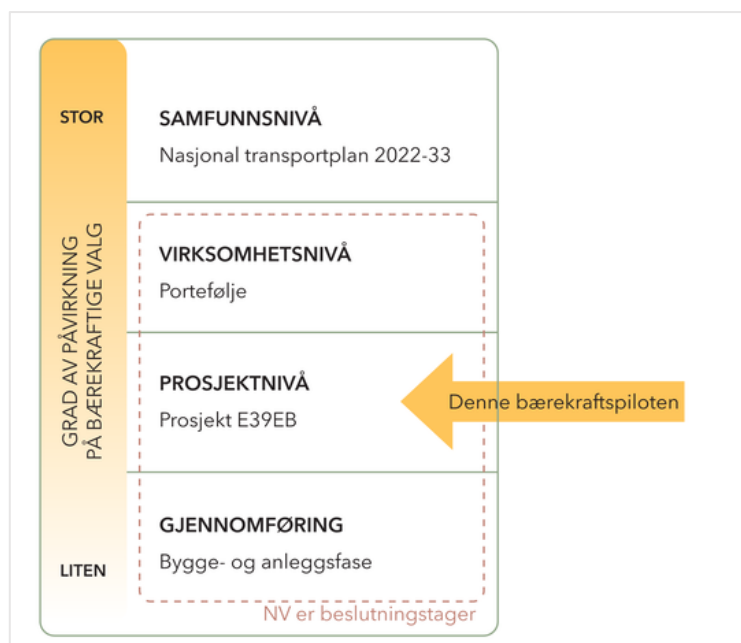 STOR
SAMFUNNSNIVÅ
Nasjonal transportplan 2022-33
GRAD AV PÅVIRKNING
PÅ BÆREKRAFTIGE VALG
VIRKSOMHETSNIVÅ
Portefølje
PROSJEKTNIVÅ
Prosjekt E39EB
Denne bærekraftspiloten
GJENNOMFØRING
Bygge- og anleggsfase
LITEN
NV er beslutningstager